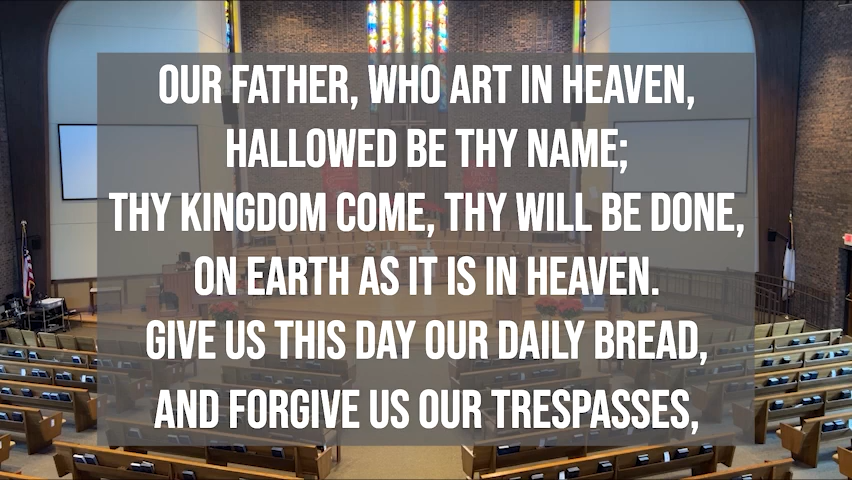 OUR FATHER, WHO ART IN HEAVEN,
HALLOWED BE THY NAME;
THY KINGDOM COME, THY WILL BE DONE,
ON EARTH AS IT IS IN HEAVEN.
GIVE US THIS DAY OUR DAILY BREAD,
AND FORGIVE US OUR TRESPASSES,